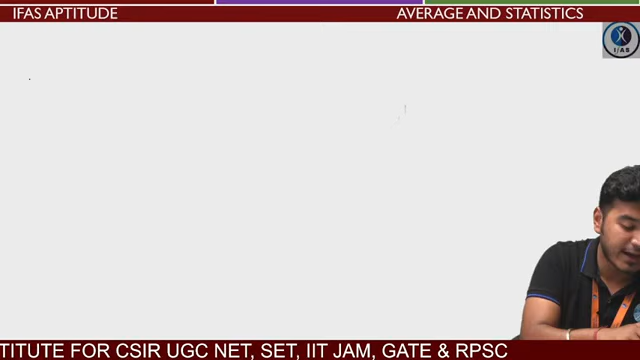 IFAS APTITUDE
AVERAGE AND STATISTICS
IFAS
TITUTE FOR CSIR UGC NET, SET, IIT JAM, GATE & RPSC